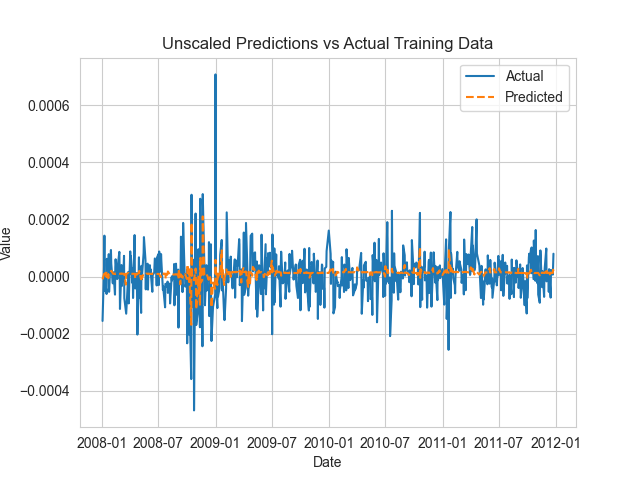 Unscaled Predictions vs Actual Training Data
Actual
Predicted
0.0006
0.0004
0.0002
0.0000
−0.0002
−0.0004
Value
2008-01 2008-07 2009-01 2009-07 2010-01 2010-07 2011-01 2011-07 2012-01
Date